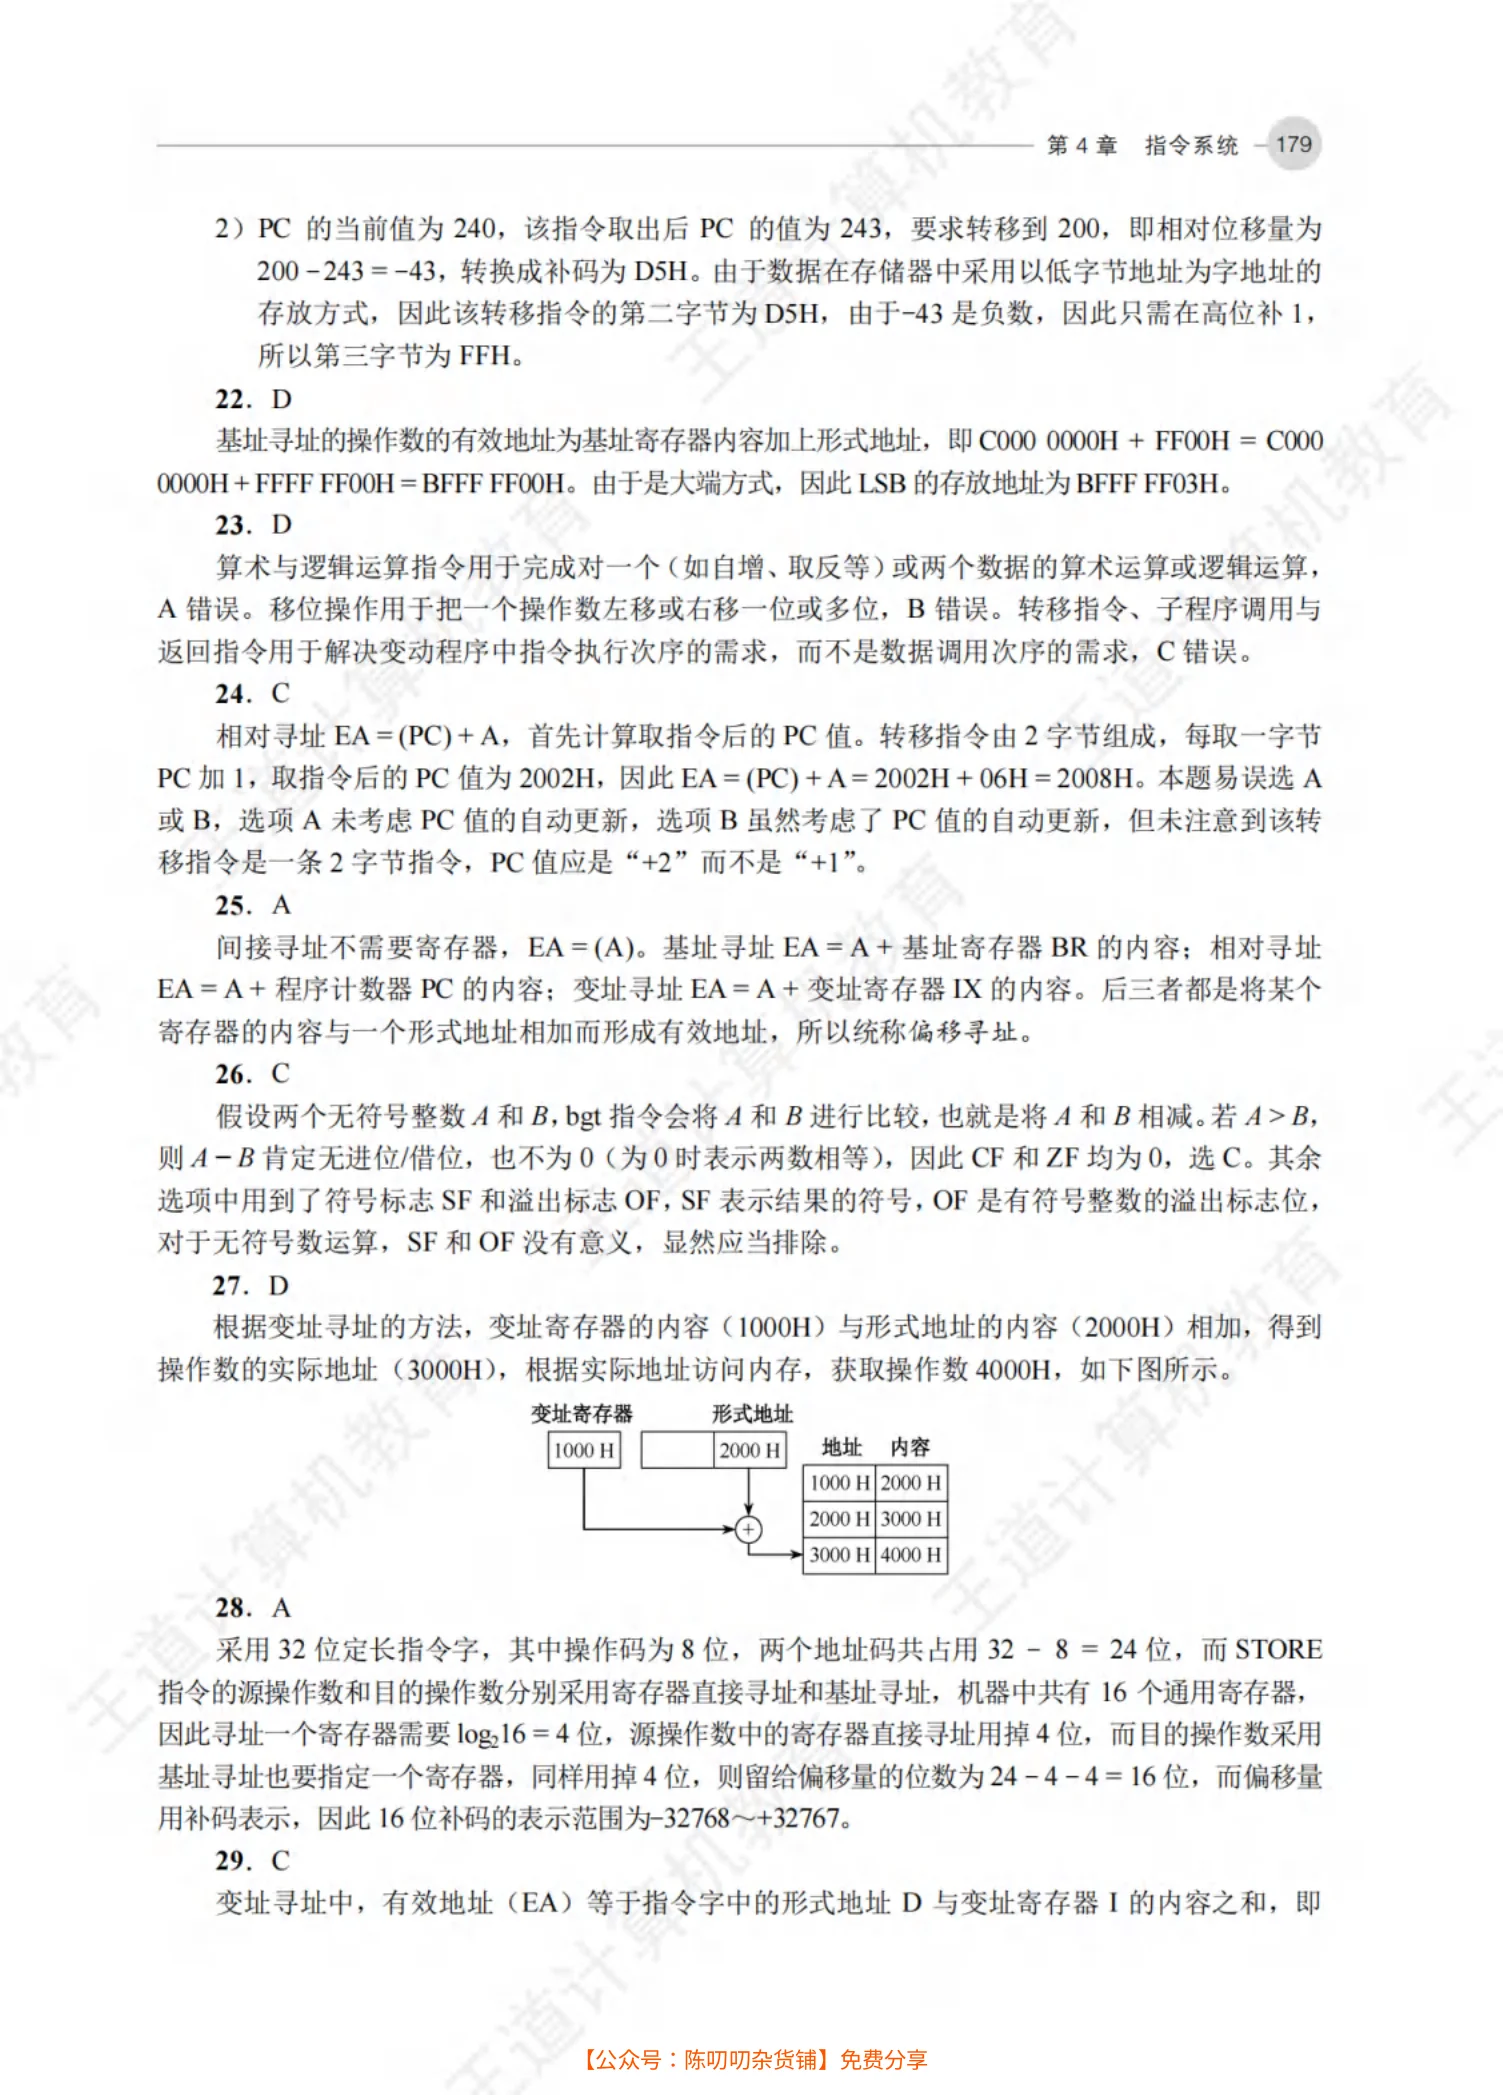 第 4 章 指令系统 179
2）PC 的当前值为 240，该指令取出后 PC 的值为 243，要求转移到 200，即相对位移量为
200 − 243 = −43，转换成补码为 D5H。由于数据在存储器中采用以低字节地址为字地址的
存放方式，因此该转移指令的第二字节为 D5H，由于−43 是负数，因此只需在高位补 1，
所以第三字节为 FFH。
22．D
基址寻址的操作数的有效地址为基址寄存器内容加上形式地址，即 C000 0000H + FF00H = C000
0000H + FFFF FF00H = BFFF FF00H。由于是大端方式，因此 LSB 的存放地址为 BFFF FF03H。
23．D
算术与逻辑运算指令用于完成对一个（如自增、取反等）或两个数据的算术运算或逻辑运算，
A 错误。移位操作用于把一个操作数左移或右移一位或多位，B 错误。转移指令、子程序调用与
返回指令用于解决变动程序中指令执行次序的需求，而不是数据调用次序的需求，C 错误。
24．C
相对寻址 EA = (PC) + A，首先计算取指令后的 PC 值。转移指令由 2 字节组成，每取一字节
PC 加 1，取指令后的 PC 值为 2002H，因此 EA = (PC) + A = 2002H + 06H = 2008H。本题易误选 A
或 B，选项 A 未考虑 PC 值的自动更新，选项 B 虽然考虑了 PC 值的自动更新，但未注意到该转
移指令是一条 2 字节指令，PC 值应是“+2”而不是“+1”。
25．A
间接寻址不需要寄存器，EA = (A)。基址寻址 EA = A + 基址寄存器 BR 的内容；相对寻址
EA = A + 程序计数器 PC 的内容；变址寻址 EA = A + 变址寄存器 IX 的内容。后三者都是将某个
寄存器的内容与一个形式地址相加而形成有效地址，所以统称偏移寻址。
26．C
假设两个无符号整数 A 和 B，bgt 指令会将 A 和 B 进行比较，也就是将 A 和 B 相减。若 A > B，
则 A − B 肯定无进位/借位，也不为 0（为 0 时表示两数相等），因此 CF 和 ZF 均为 0，选 C。其余
选项中用到了符号标志 SF 和溢出标志 OF，SF 表示结果的符号，OF 是有符号整数的溢出标志位，
对于无符号数运算，SF 和 OF 没有意义，显然应当排除。
27．D
根据变址寻址的方法，变址寄存器的内容（1000H）与形式地址的内容（2000H）相加，得到
操作数的实际地址（3000H），根据实际地址访问内存，获取操作数 4000H，如下图所示。
变址寄存器 形式地址
1000 H 2000 H 地址 内容
1000 H 2000 H
2000 H 3000 H
+
3000 H 4000 H
28．A
采用 32 位定长指令字，其中操作码为 8 位，两个地址码共占用 32 − 8 = 24 位，而 STORE
指令的源操作数和目的操作数分别采用寄存器直接寻址和基址寻址，机器中共有 16 个通用寄存器，
因此寻址一个寄存器需要 log₂16 = 4 位，源操作数中的寄存器直接寻址用掉 4 位，而目的操作数采用
基址寻址也要指定一个寄存器，同样用掉 4 位，则留给偏移量的位数为 24 − 4 − 4 = 16 位，而偏移量
用补码表示，因此 16 位补码的表示范围为−32768～+32767。
29．C
变址寻址中，有效地址（EA）等于指令字中的形式地址 D 与变址寄存器 I 的内容之和，即
【公众号：陈叨叨杂货铺】免费分享
王道计算机教育